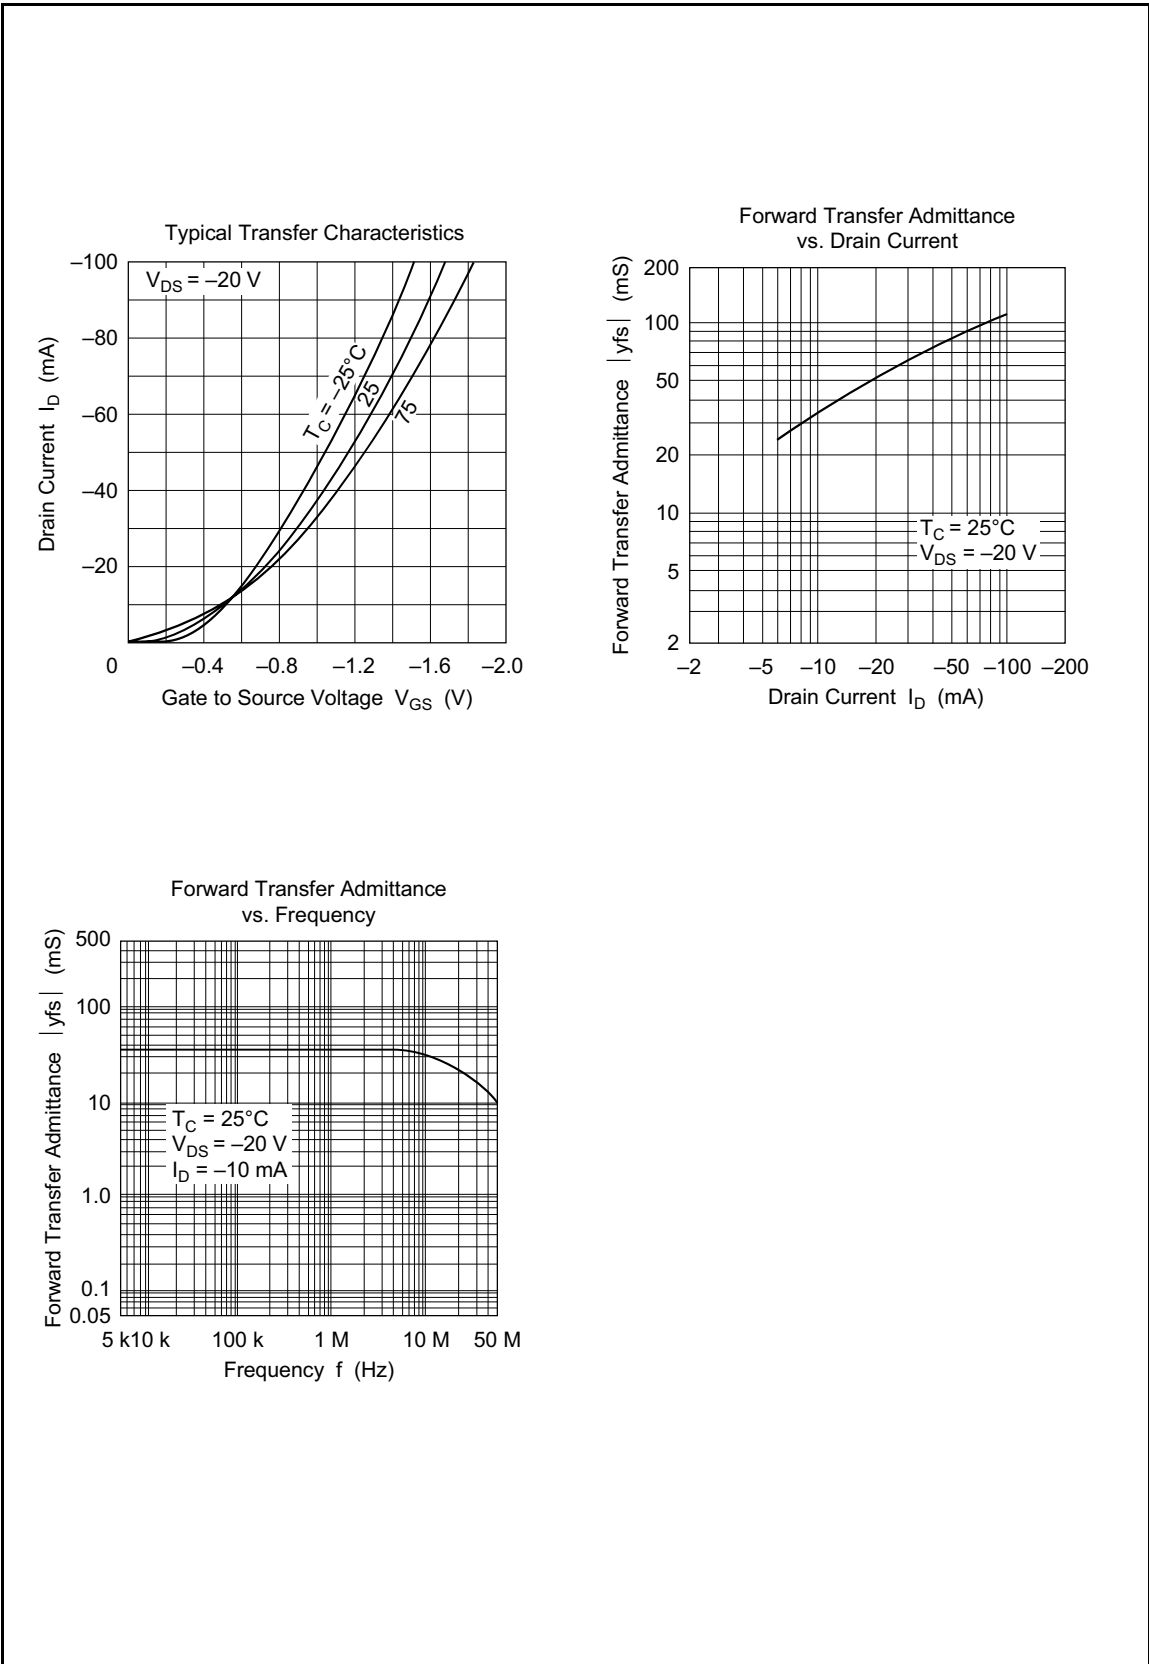 Typical Transfer Characteristics
–100
–80
–60
–40
–20
0
–0.4
–0.8
–1.2
–1.6
–2.0
V_DS = –20 V
T_C = –25°C
25
75
Drain Current I_D (mA)
Gate to Source Voltage V_GS (V)
Forward Transfer Admittance
vs. Drain Current
200
100
50
20
10
5
2
–2
–5
–10
–20
–50
–100
–200
T_C = 25°C
V_DS = –20 V
Forward Transfer Admittance |yfs| (mS)
Drain Current I_D (mA)
Forward Transfer Admittance
vs. Frequency
500
100
10
1.0
0.1
0.05
5 k
10 k
100 k
1 M
10 M
50 M
T_C = 25°C
V_DS = –20 V
I_D = –10 mA
Forward Transfer Admittance |yfs| (mS)
Frequency f (Hz)